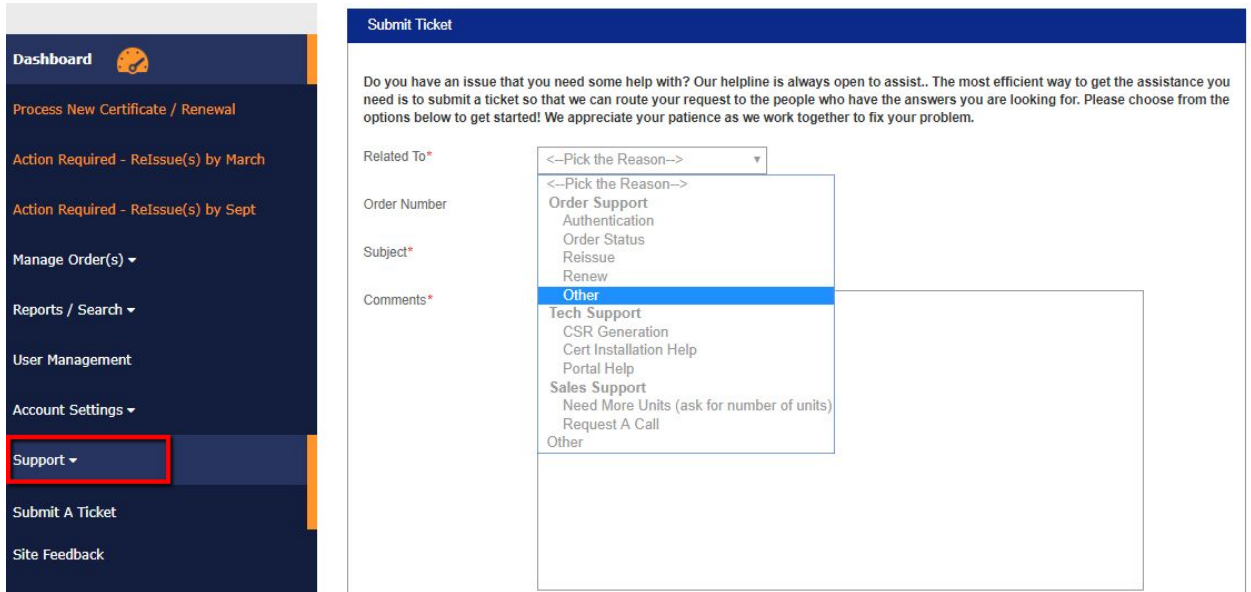 Dashboard
Process New Certificate / Renewal
Action Required - ReIssue(s) by March
Action Required - ReIssue(s) by Sept
Manage Order(s)
Reports / Search
User Management
Account Settings
Support
Submit A Ticket
Site Feedback
Submit Ticket
Do you have an issue that you need some help with? Our helpline is always open to assist.. The most efficient way to get the assistance you
need is to submit a ticket so that we can route your request to the people who have the answers you are looking for. Please choose from the
options below to get started! We appreciate your patience as we work together to fix your problem.
Related To*
<--Pick the Reason-->
<--Pick the Reason-->
Order Support
Authentication
Order Status
Reissue
Renew
Other
Tech Support
CSR Generation
Cert Installation Help
Portal Help
Sales Support
Need More Units (ask for number of units)
Request A Call
Other
Order Number
Subject*
Comments*